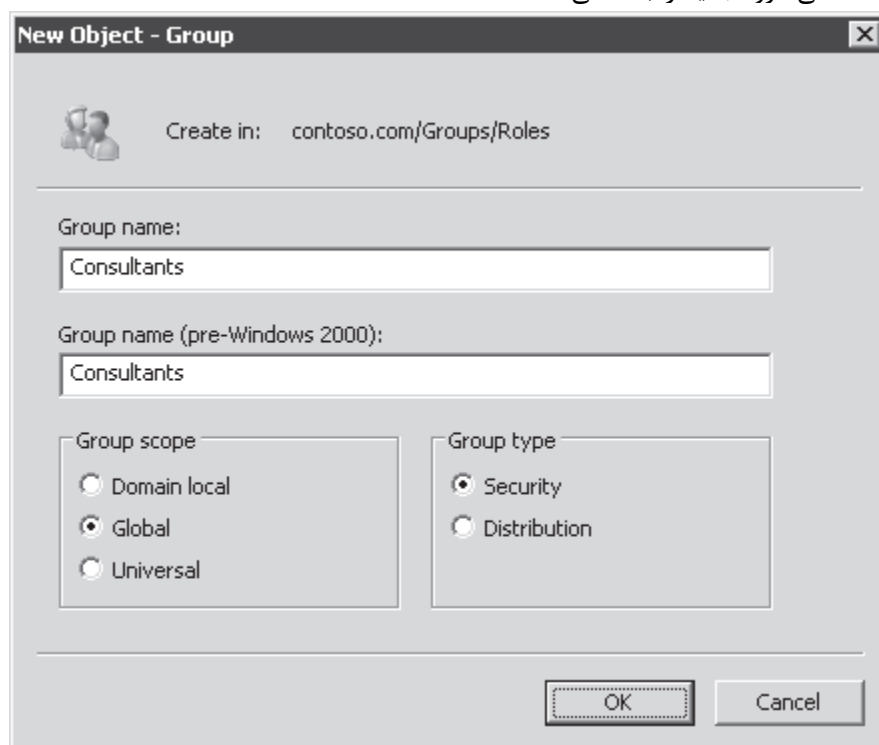 New Object - Group
Create in: contoso.com/Groups/Roles
Group name:
Consultants
Group name (pre-Windows 2000):
Consultants
Group scope
Domain local
Global
Universal
Group type
Security
Distribution
OK
Cancel